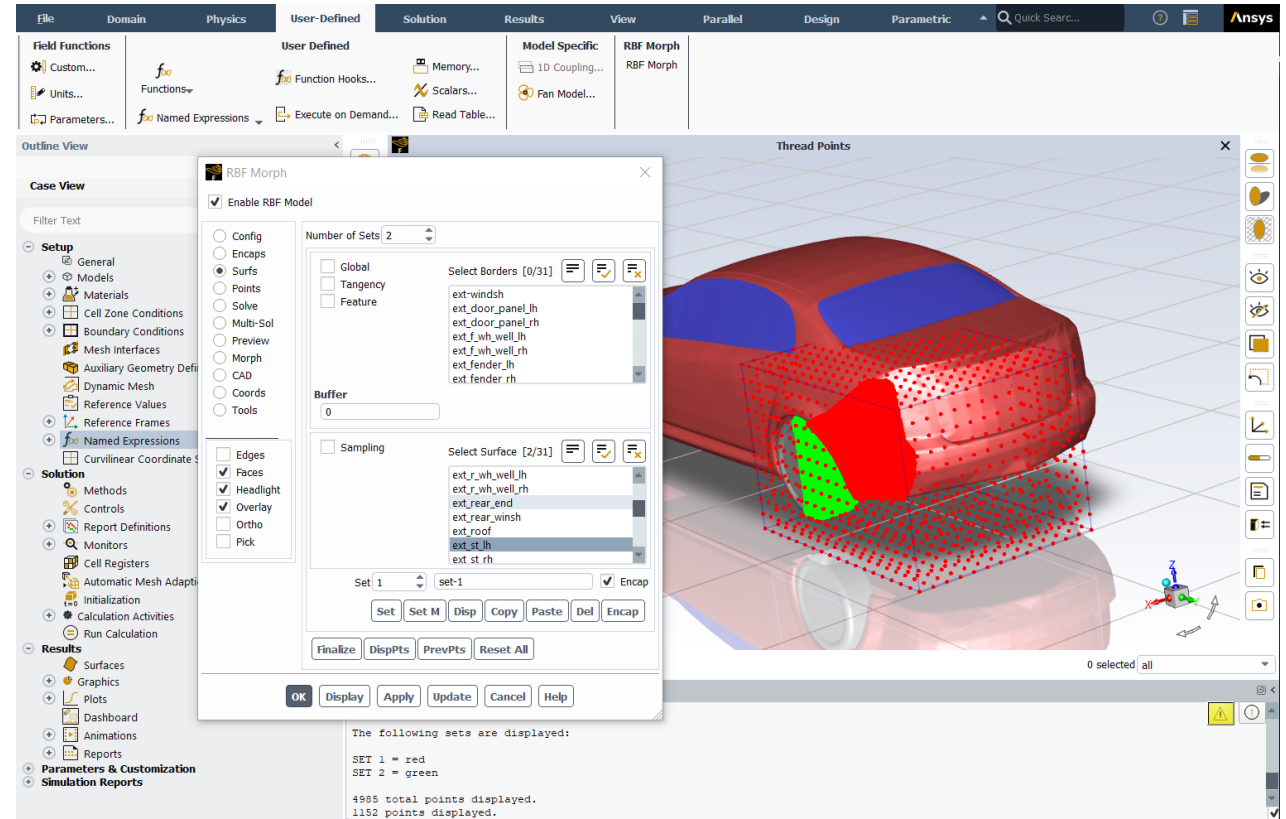 File Domain Physics User-Defined Solution Results View Parallel Design Parametric Quick Searc... Ansys
Field Functions User Defined Model Specific RBF Morph
Custom... Units... Parameters...
f(x) Functions
f(x) Named Expressions
f(x) Function Hooks...
Execute on Demand...
Memory...
Scalars...
Read Table...
1D Coupling...
Fan Model...
RBF Morph
Outline View
Case View
Filter Text
Setup
General
Models
Materials
Cell Zone Conditions
Boundary Conditions
Mesh Interfaces
Auxiliary Geometry Defi
Dynamic Mesh
Reference Values
Reference Frames
Named Expressions
Curvilinear Coordinate S
Solution
Methods
Controls
Report Definitions
Monitors
Cell Registers
Automatic Mesh Adapti
Initialization
Calculation Activities
Run Calculation
Results
Surfaces
Graphics
Plots
Dashboard
Animations
Reports
Parameters & Customization
Simulation Reports
RBF Morph
Enable RBF Model
Config
Encaps
Surfs
Points
Solve
Multi-Sol
Preview
Morph
CAD
Coords
Tools
Edges
Faces
Headlight
Overlay
Ortho
Pick
Number of Sets 2
Global
Tangency
Feature
Select Borders [0/31]
ext-windsh
ext_door_panel_lh
ext_door_panel_rh
ext_f_wh_well_lh
ext_f_wh_well_rh
ext_fender_lh
ext_fender_rh
Buffer
0
Sampling
Select Surface [2/31]
ext_r_wh_well_lh
ext_r_wh_well_rh
ext_rear_end
ext_rear_winsh
ext_roof
ext_st_lh
ext_st_rh
Set 1 set-1 Encap
Set Set M Disp Copy Paste Del Encap
Finalize DispPts PrevPts Reset All
OK Display Apply Update Cancel Help
Thread Points
Z
X
Y
0 selected all
The following sets are displayed:
SET 1 = red
SET 2 = green
4985 total points displayed.
1152 points displayed.